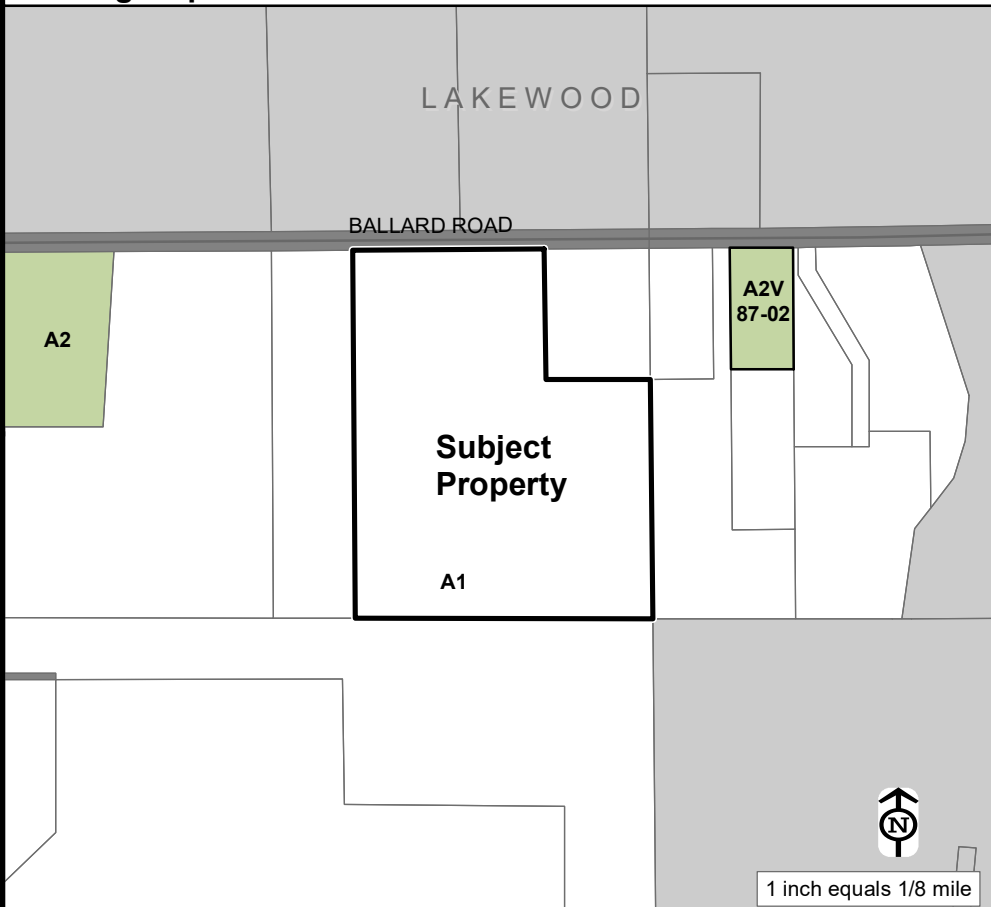 LAKEWOOD
BALLARD ROAD
A2V
87-02
A2
Subject
Property
A1
N
1 inch equals 1/8 mile